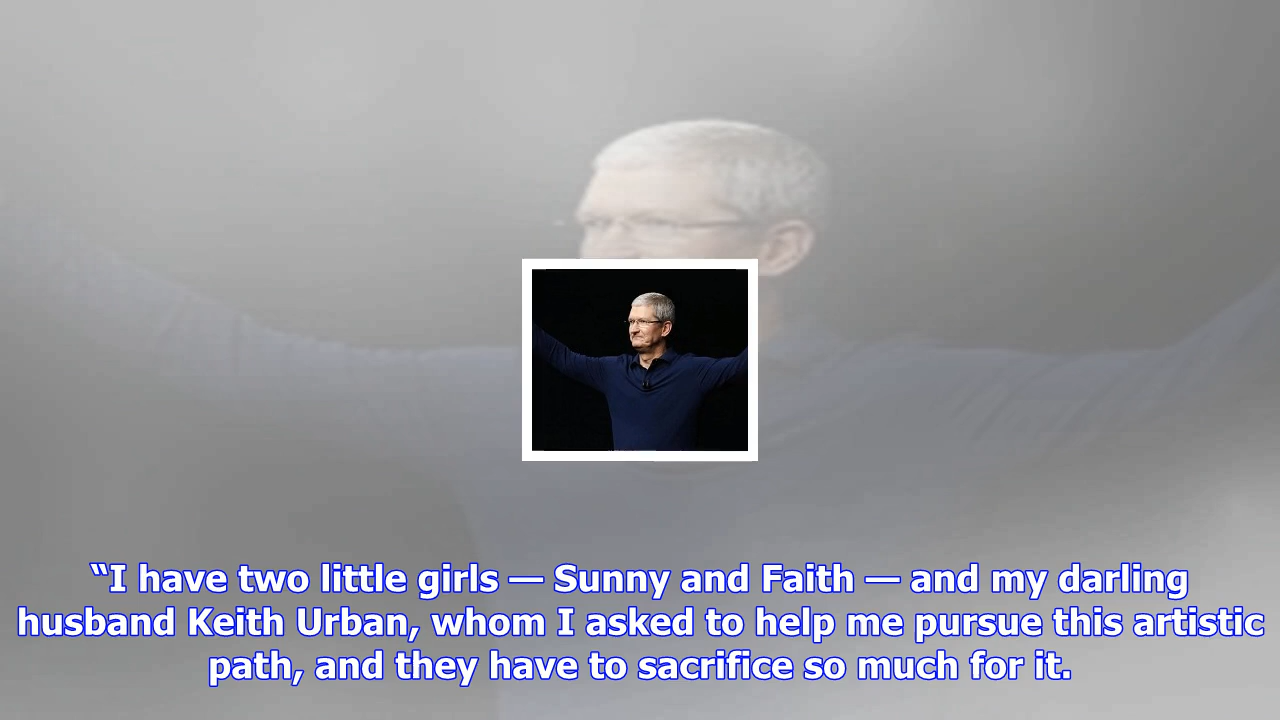 “I have two little girls — Sunny and Faith — and my darling
husband Keith Urban, whom I asked to help me pursue this artistic
path, and they have to sacrifice so much for it.